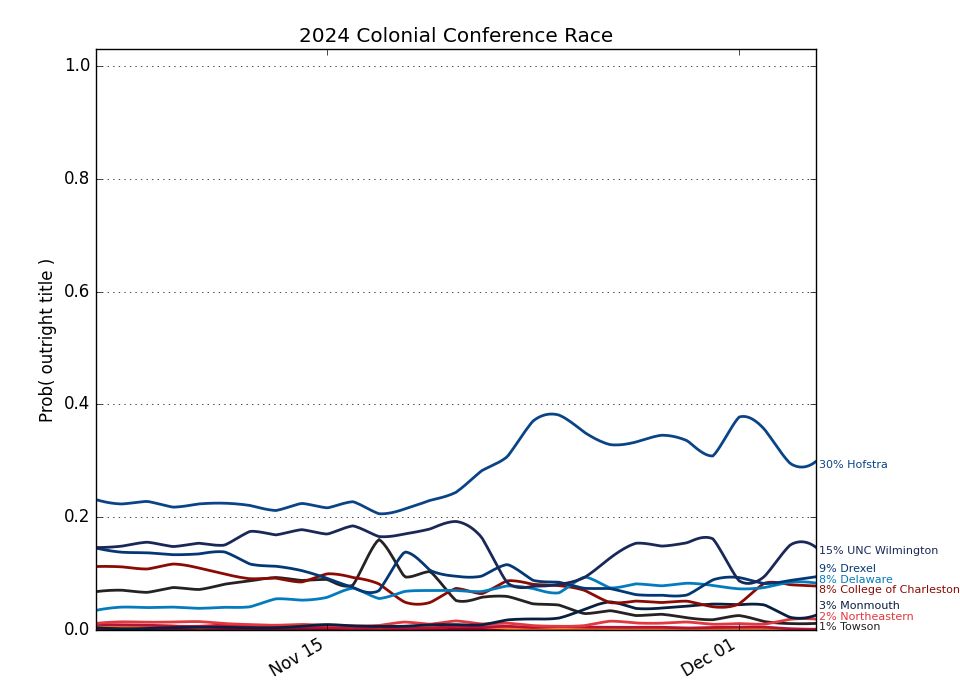 2024 Colonial Conference Race
Prob( outright title )
1.0
0.8
0.6
0.4
0.2
0.0
Nov 15
Dec 01
30% Hofstra
15% UNC Wilmington
9% Drexel
8% Delaware
8% College of Charleston
3% Monmouth
2% Northeastern
1% Towson